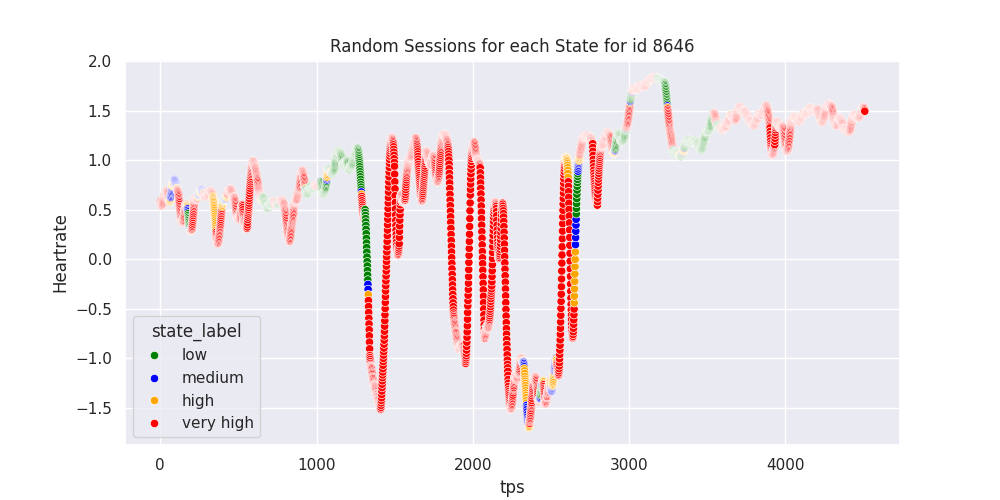 Random Sessions for each State for id 8646
2.0
1.5
1.0
0.5
0.0
−0.5
−1.0
−1.5
Heartrate
state_label
low
medium
high
very high
0 1000 2000 3000 4000
tps